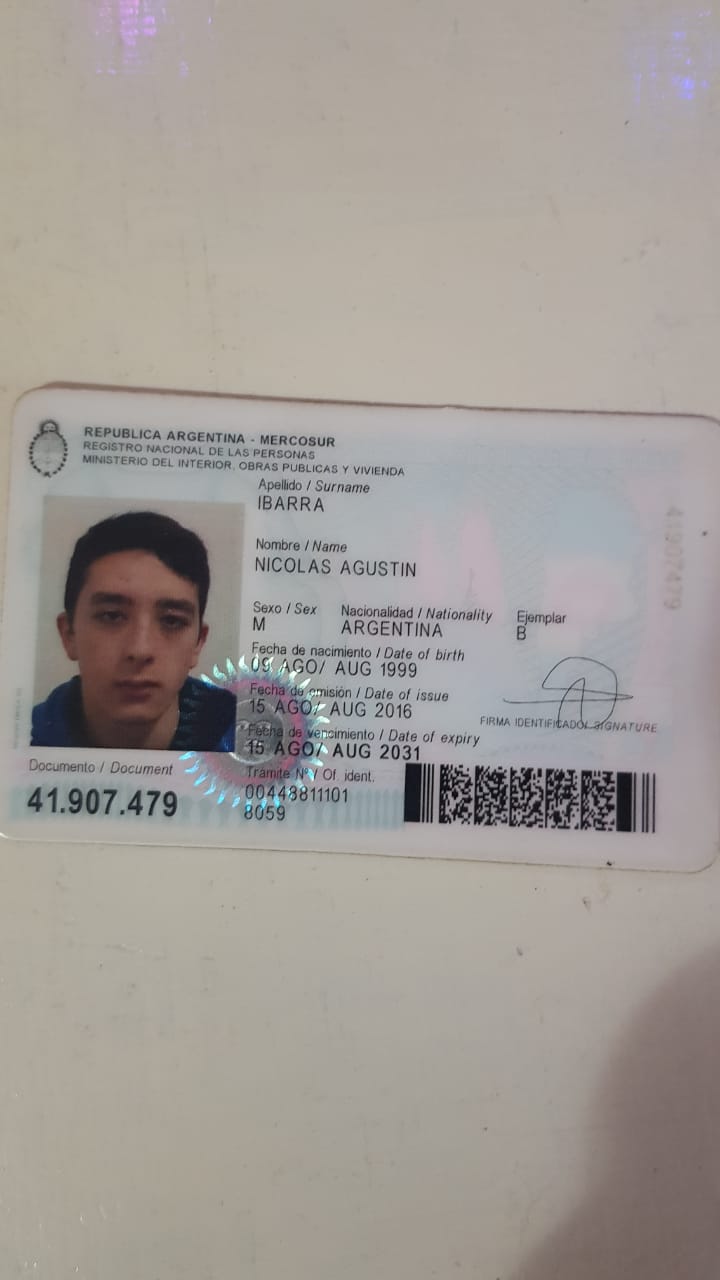 REPUBLICA ARGENTINA - MERCOSUR
REGISTRO NACIONAL DE LAS PERSONAS
MINISTERIO DEL INTERIOR, OBRAS PUBLICAS Y VIVIENDA
Apellido / Surname
IBARRA
Nombre / Name
NICOLAS AGUSTIN
Sexo / Sex Nacionalidad / Nationality Ejemplar
M ARGENTINA B
Fecha de nacimiento / Date of birth
09 AGO/ AUG 1999
Fecha de emisión / Date of issue
15 AGO/ AUG 2016
FIRMA IDENTIFICADO/ SIGNATURE
Fecha de vencimiento / Date of expiry
15 AGO/ AUG 2031
Documento / Document
41.907.479
Trámite Nº / Of. ident.
00448811101
8059
41907479